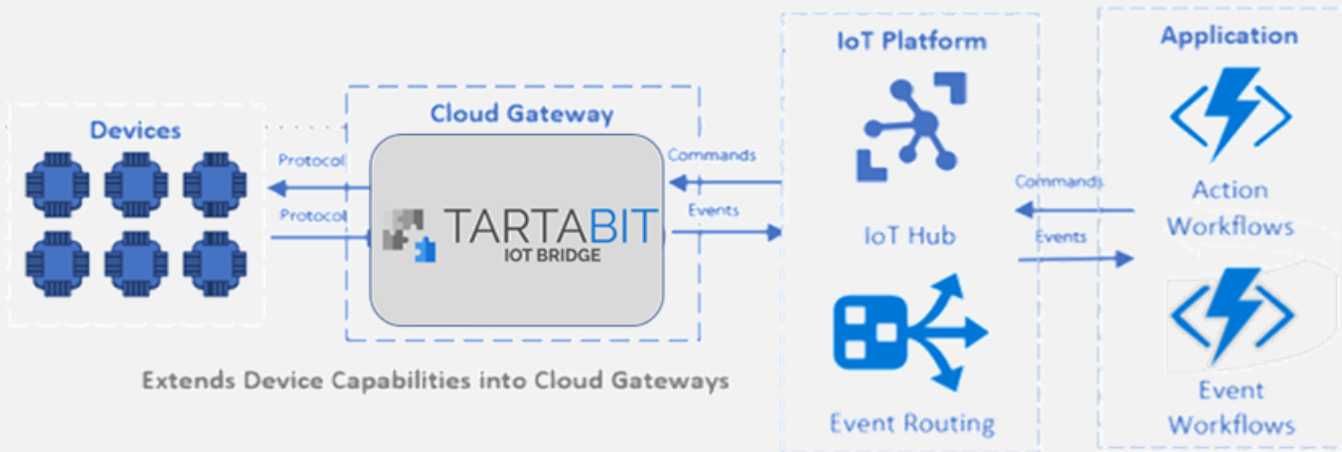 Devices
Protocol
Protocol
Cloud Gateway
TARTABIT
IOT BRIDGE
Extends Device Capabilities into Cloud Gateways
Commands
Events
IoT Platform
IoT Hub
Event Routing
Commands
Events
Application
Action
Workflows
Event
Workflows